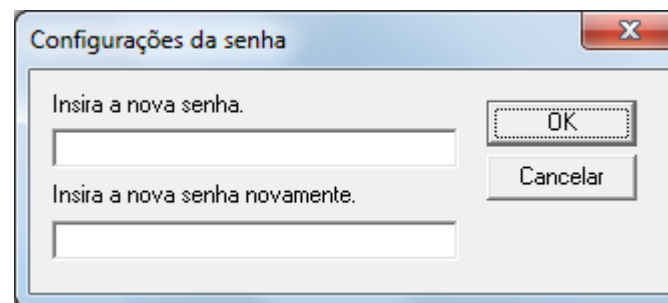 Configurações da senha
Insira a nova senha.
OK
Cancelar
Insira a nova senha novamente.